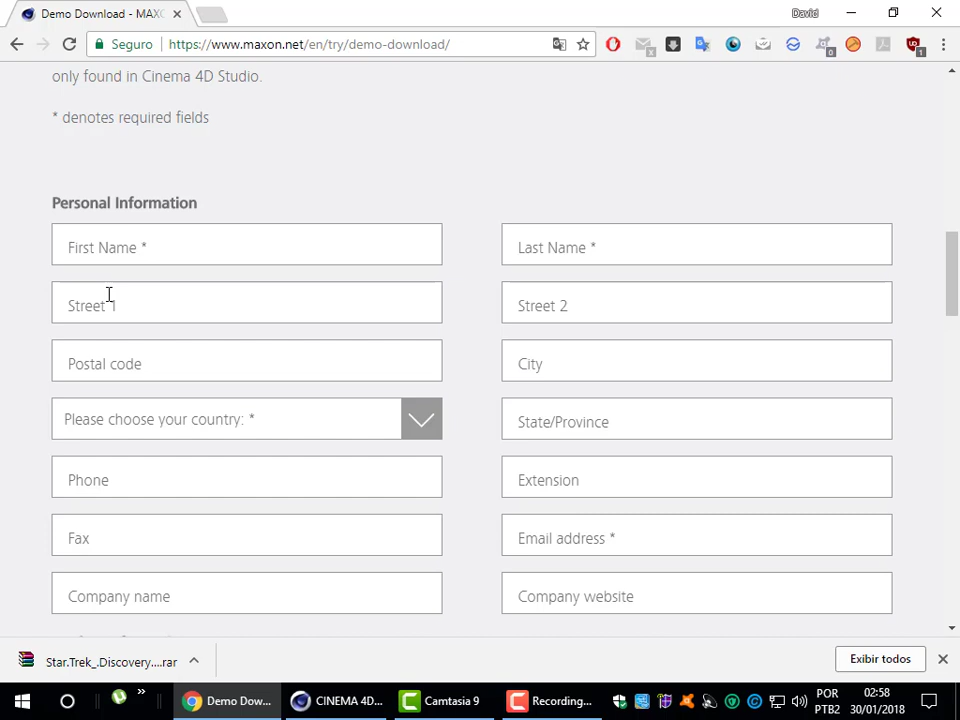 Demo Download - MAXO
David
Seguro
https://www.maxon.net/en/try/demo-download/
only found in Cinema 4D Studio.
* denotes required fields
Personal Information
First Name *
Last Name *
Street 1
Street 2
Postal code
City
Please choose your country: *
State/Province
Phone
Extension
Fax
Email address *
Company name
Company website
Star.Trek_.Discovery....rar
Exibir todos
Demo Dow...
CINEMA 4D...
Camtasia 9
Recording...
POR
PTB2
02:58
30/01/2018